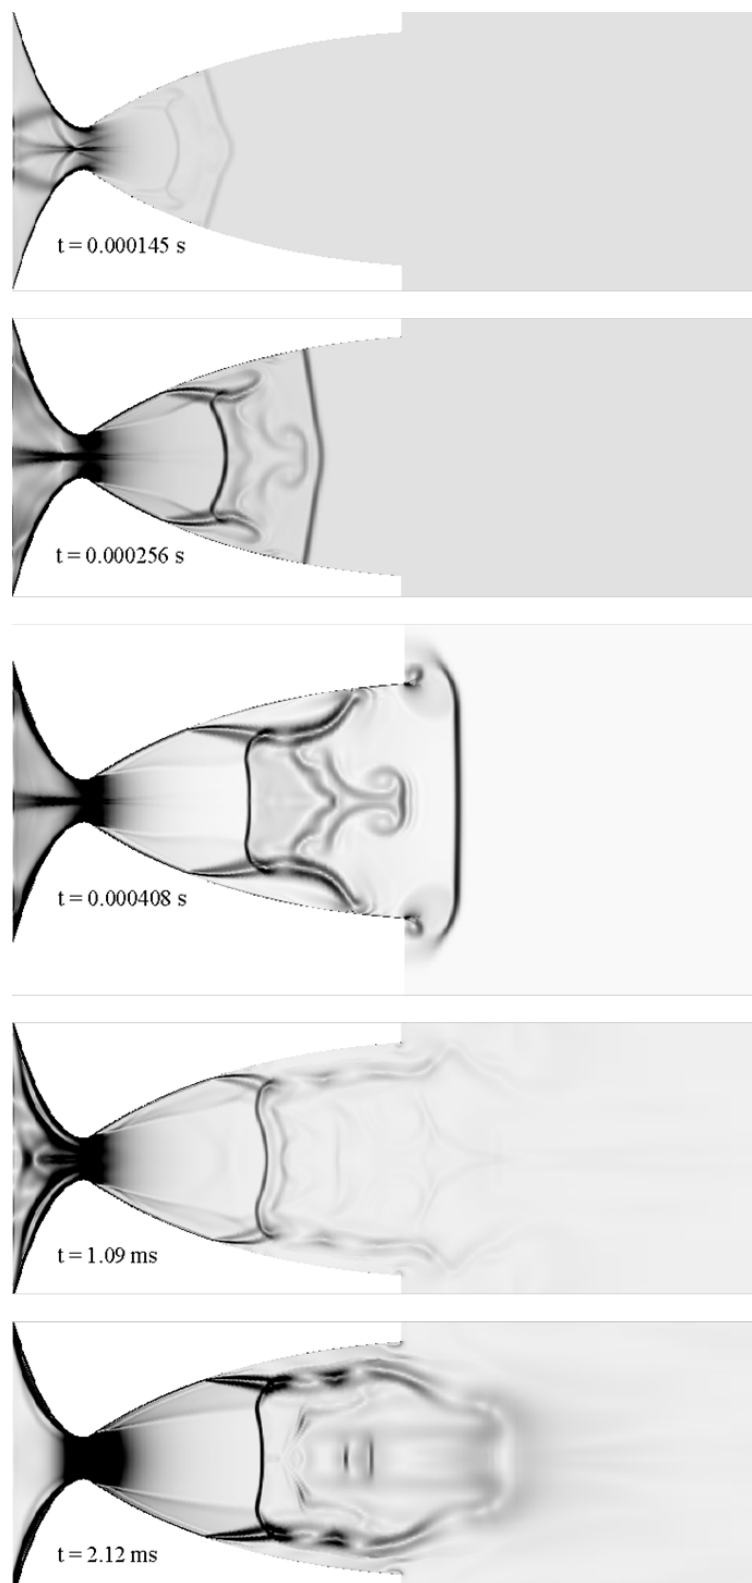 t = 0.000145 s
t = 0.000256 s
t = 0.000408 s
t = 1.09 ms
t = 2.12 ms